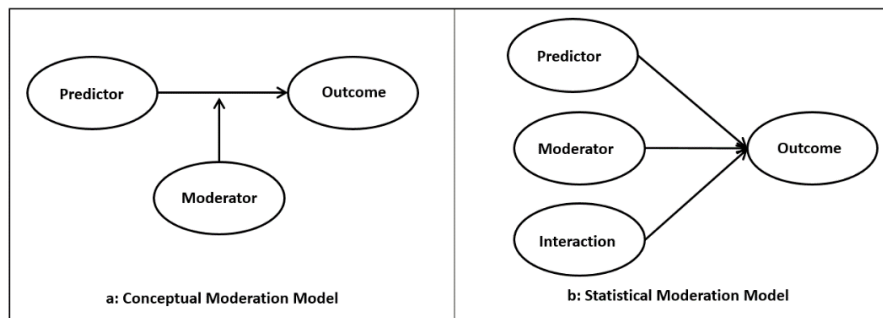 Predictor
Outcome
Moderator
a: Conceptual Moderation Model
Predictor
Moderator
Outcome
Interaction
b: Statistical Moderation Model